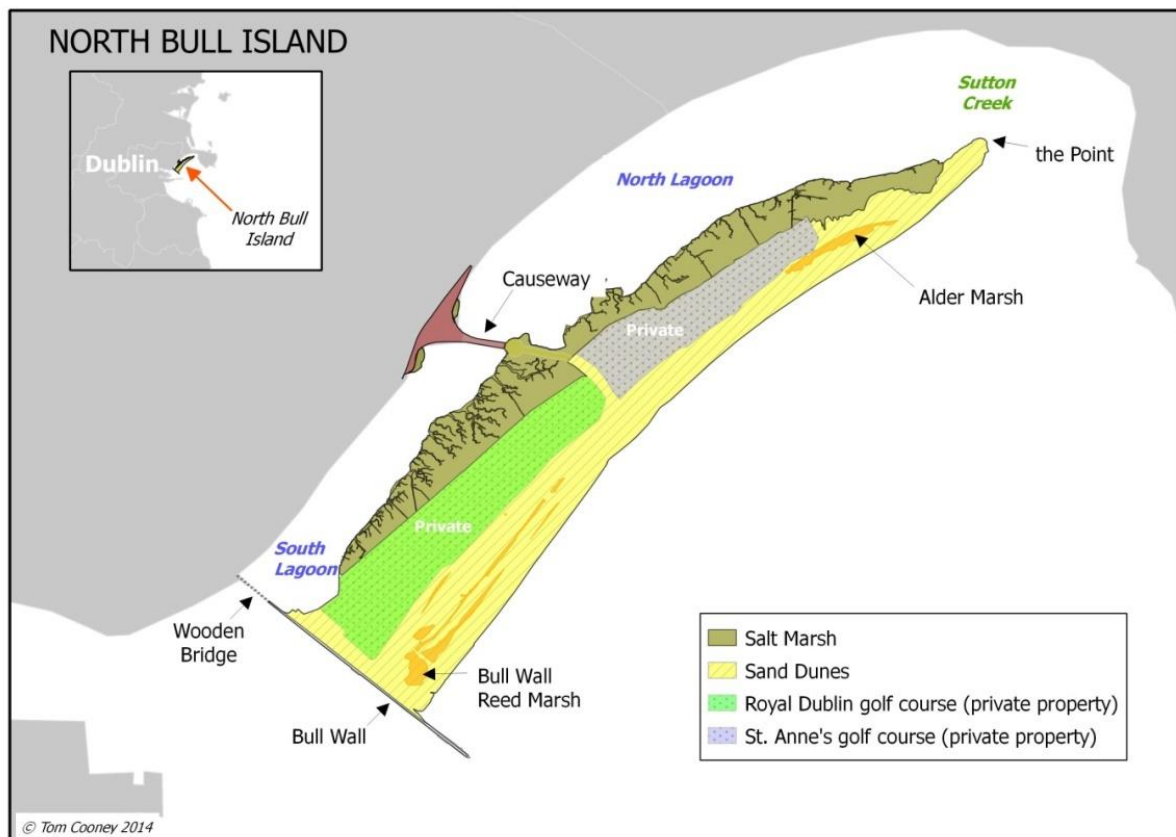 NORTH BULL ISLAND
Dublin
North Bull
Island
Sutton
Creek
the Point
North Lagoon
Causeway
Alder Marsh
Private
Private
South
Lagoon
Wooden
Bridge
Bull Wall
Reed Marsh
Bull Wall
Salt Marsh
Sand Dunes
Royal Dublin golf course (private property)
St. Anne's golf course (private property)
© Tom Cooney 2014